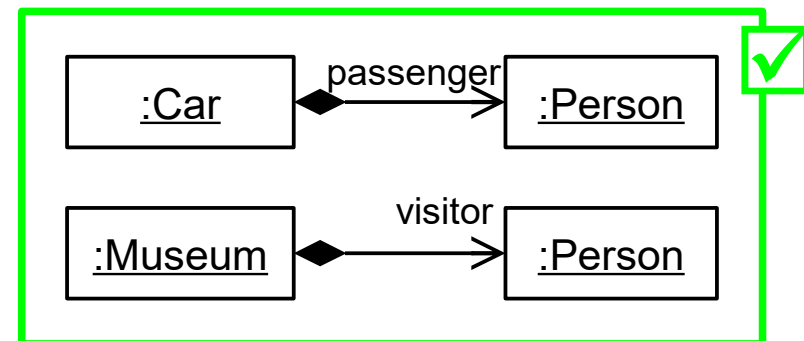 passenger
:Car
:Person
visitor
:Museum
:Person